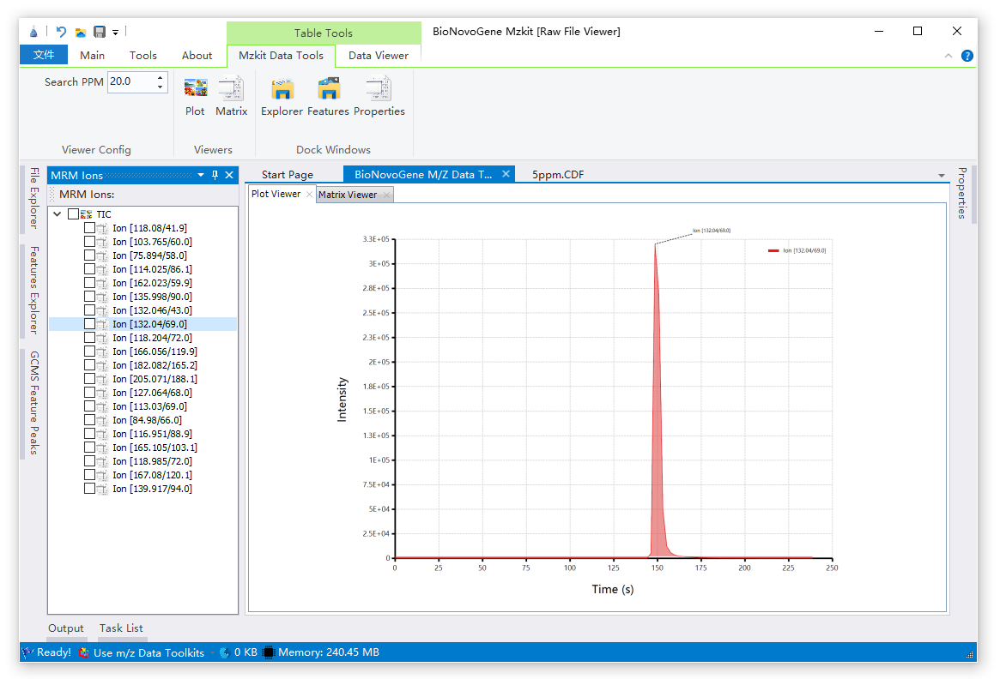 Table Tools
BioNovoGene Mzkit [Raw File Viewer]
文件
Main
Tools
About
Mzkit Data Tools
Data Viewer
Search PPM 20.0
Plot
Matrix
Explorer
Features
Properties
Viewer Config
Viewers
Dock Windows
File Explorer
Features Explorer
GCMS Feature Peaks
MRM Ions
MRM Ions:
TIC
Ion [118.08/41.9]
Ion [103.765/60.0]
Ion [75.894/58.0]
Ion [114.025/86.1]
Ion [162.023/59.9]
Ion [135.998/90.0]
Ion [132.046/43.0]
Ion [132.04/69.0]
Ion [118.204/72.0]
Ion [166.056/119.9]
Ion [182.082/165.2]
Ion [205.071/188.1]
Ion [127.064/68.0]
Ion [113.03/69.0]
Ion [84.98/66.0]
Ion [116.951/88.9]
Ion [165.105/103.1]
Ion [118.985/72.0]
Ion [167.08/120.1]
Ion [139.917/94.0]
Start Page
BioNovoGene M/Z Data T...
5ppm.CDF
Properties
Plot Viewer
Matrix Viewer
Ion [132.04/69.0]
Ion [132.04/69.0]
3.3E+05
3E+05
2.8E+05
2.5E+05
2.3E+05
2E+05
1.8E+05
1.5E+05
1.3E+05
1E+05
7.5E+04
5E+04
2.5E+04
0
Intensity
0 25 50 75 100 125 150 175 200 225 250
Time (s)
Output
Task List
Ready!
Use m/z Data Toolkits
0 KB
Memory: 240.45 MB